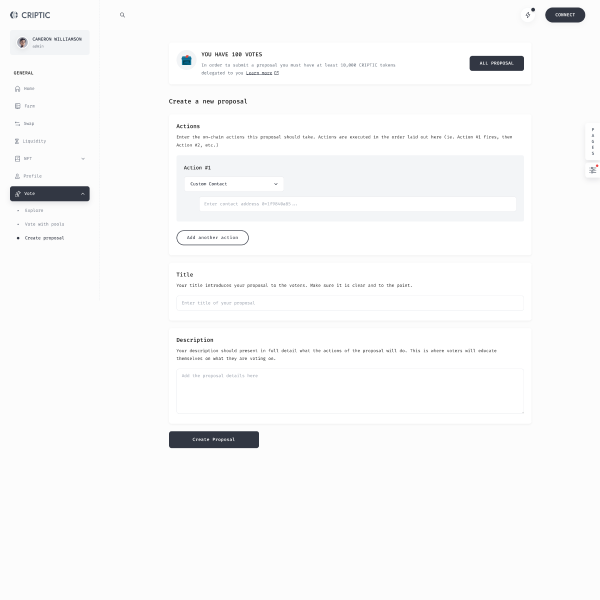 CRIPTIC
CONNECT
CAMERON WILLIAMSON
admin
GENERAL
Home
Farm
Swap
Liquidity
NFT
Profile
Vote
Explore
Vote with pools
Create proposal
YOU HAVE 100 VOTES
In order to submit a proposal you must have at least 10,000 CRIPTIC tokens
delegated to you Learn more
ALL PROPOSAL
Create a new proposal
Actions
Enter the on-chain actions this proposal should take. Actions are executed in the order laid out here (ie. Action #1 fires, then
Action #2, etc.)
Action #1
Custom Contact
Enter contact address
Add another action
Title
Your title introduces your proposal to the voters. Make sure it is clear and to the point.
Enter title of your proposal
Description
Your description should present in full detail what the actions of the proposal will do. This is where voters will educate
themselves on what they are voting on.
Add the proposal details here
Create Proposal
PAGES